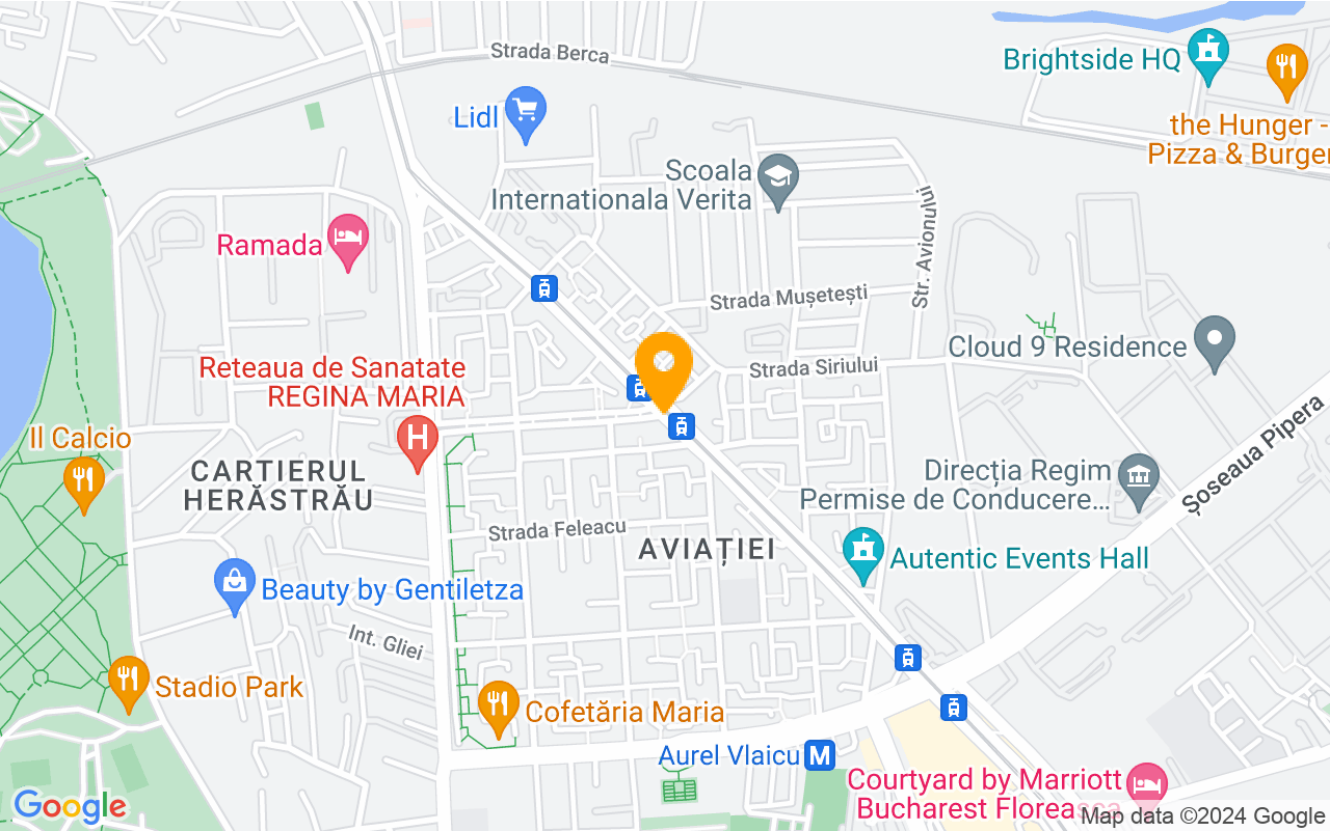 Strada Berca
Brightside HQ
Lidl
the Hunger -
Pizza & Burger
Scoala
Internationala Verita
Str. Avionului
Ramada
Strada Mușetești
Cloud 9 Residence
Reteaua de Sanatate
REGINA MARIA
H
Strada Siriului
Șoseaua Pipera
Il Calcio
CARTIERUL
HERĂSTRĂU
Direcția Regim
Permise de Conducere...
Strada Feleacu
AVIAȚIEI
Autentic Events Hall
Beauty by Gentiletza
Int. Gliei
Stadio Park
Cofetăria Maria
Aurel Vlaicu M
Courtyard by Marriott
Bucharest Floreasca
Google
Map data ©2024 Google